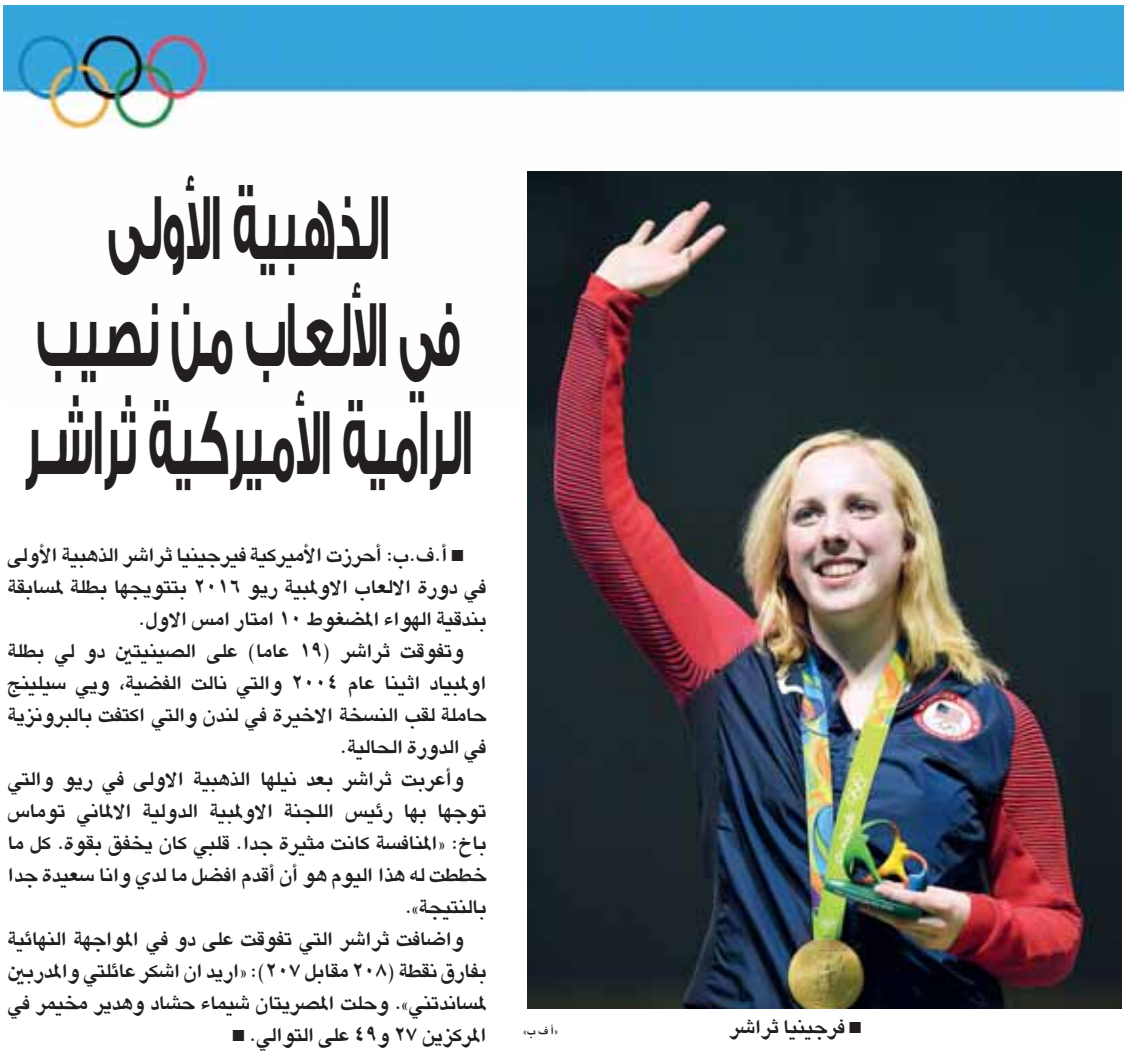 الذهبية الأولى
في الألعاب من نصيب
الرامية الأميركية ثراشر
■ أ.ف.ب: أحرزت الأميركية فيرجينيا ثراشر الذهبية الأولى
في دورة الالعاب الاولمبية ريو ٢٠١٦ بتتويجها بطلة لمسابقة
بندقية الهواء المضغوط ١٠ امتار امس الاول.
وتفوقت ثراشر (١٩ عاما) على الصينيتين دو لي بطلة
اولمبياد اثينا عام ٢٠٠٤ والتي نالت الفضية، ويي سيلينج
حاملة لقب النسخة الاخيرة في لندن والتي اكتفت بالبرونزية
في الدورة الحالية.
وأعربت ثراشر بعد نيلها الذهبية الاولى في ريو والتي
توجها بها رئيس اللجنة الاولمبية الدولية الالماني توماس
باخ: «المنافسة كانت مثيرة جدا. قلبي كان يخفق بقوة. كل ما
خططت له هذا اليوم هو أن أقدم افضل ما لدي وانا سعيدة جدا
بالنتيجة».
واضافت ثراشر التي تفوقت على دو في المواجهة النهائية
بفارق نقطة (٢٠٨ مقابل ٢٠٧): «اريد ان اشكر عائلتي والمدربين
لمساندتني». وحلت المصريتان شيماء حشاد وهدير مخيمر في
المركزين ٢٧ و٤٩ على التوالي. ■
■ فرجينيا ثراشر
«أ ف ب»